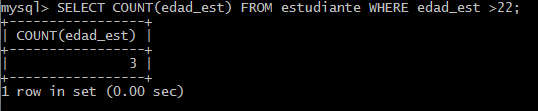 mysql> SELECT COUNT(edad_est) FROM estudiante WHERE edad_est >22;
+-----------------+
| COUNT(edad_est) |
+-----------------+
|               3 |
+-----------------+
1 row in set (0.00 sec)